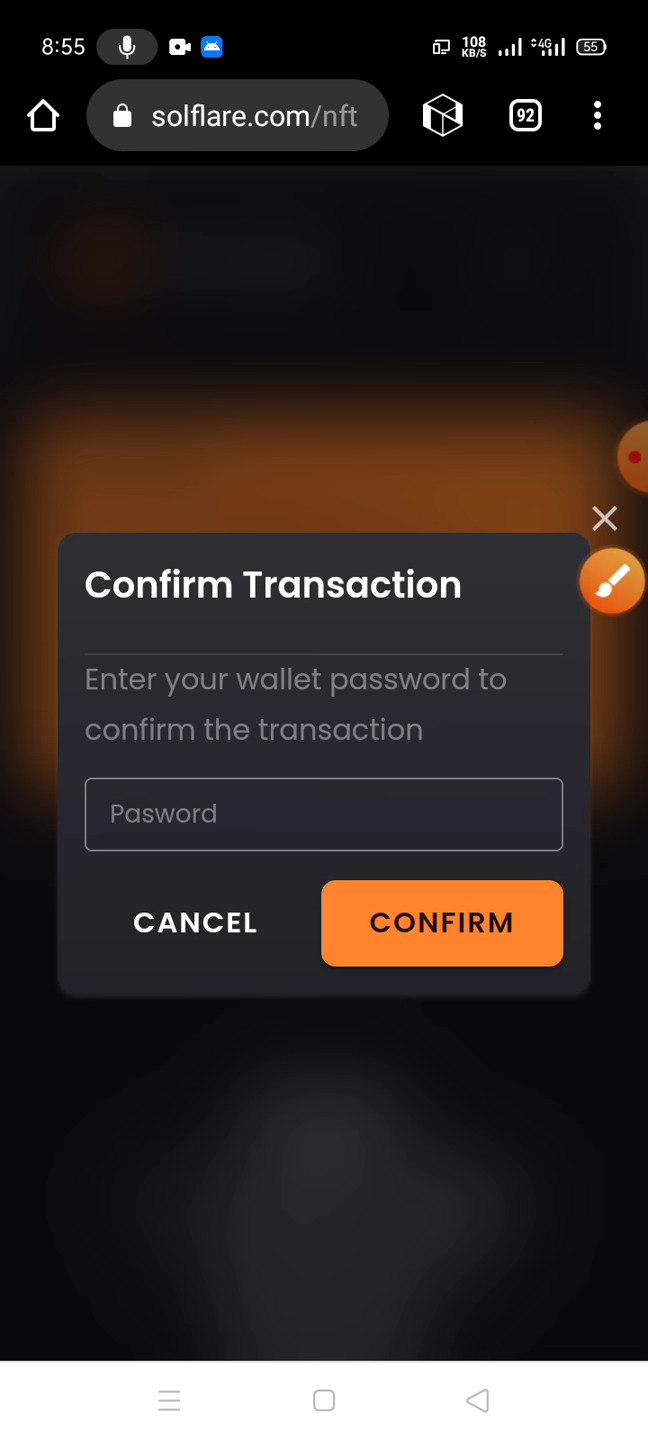 8:55
108
KB/S
4G
55
solflare.com/nft
92
Confirm Transaction
Enter your wallet password to
confirm the transaction
Pasword
CANCEL
CONFIRM